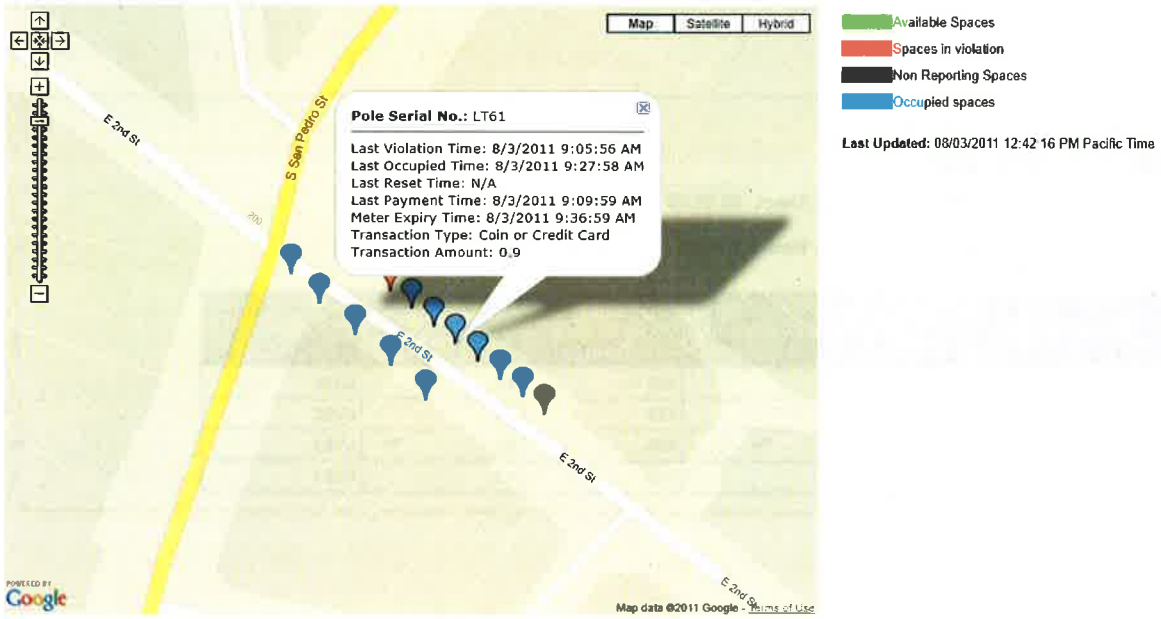 Map Satellite Hybrid
E 2nd St
S San Pedro St
200
Pole Serial No.: LT61
Last Violation Time: 8/3/2011 9:05:56 AM
Last Occupied Time: 8/3/2011 9:27:58 AM
Last Reset Time: N/A
Last Payment Time: 8/3/2011 9:09:59 AM
Meter Expiry Time: 8/3/2011 9:36:59 AM
Transaction Type: Coin or Credit Card
Transaction Amount: 0.9
E 2nd St
E 2nd St
E 2nd St
POWERED BY
Google
Map data ©2011 Google - Terms of Use
Available Spaces
Spaces in violation
Non Reporting Spaces
Occupied spaces
Last Updated: 08/03/2011 12:42 16 PM Pacific Time